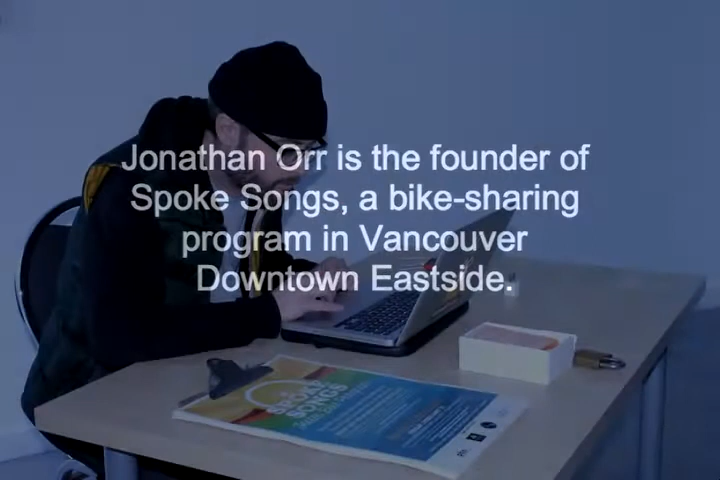 Jonathan Orr is the founder of
Spoke Songs, a bike-sharing
program in Vancouver
Downtown Eastside.
SPOKE
SONGS